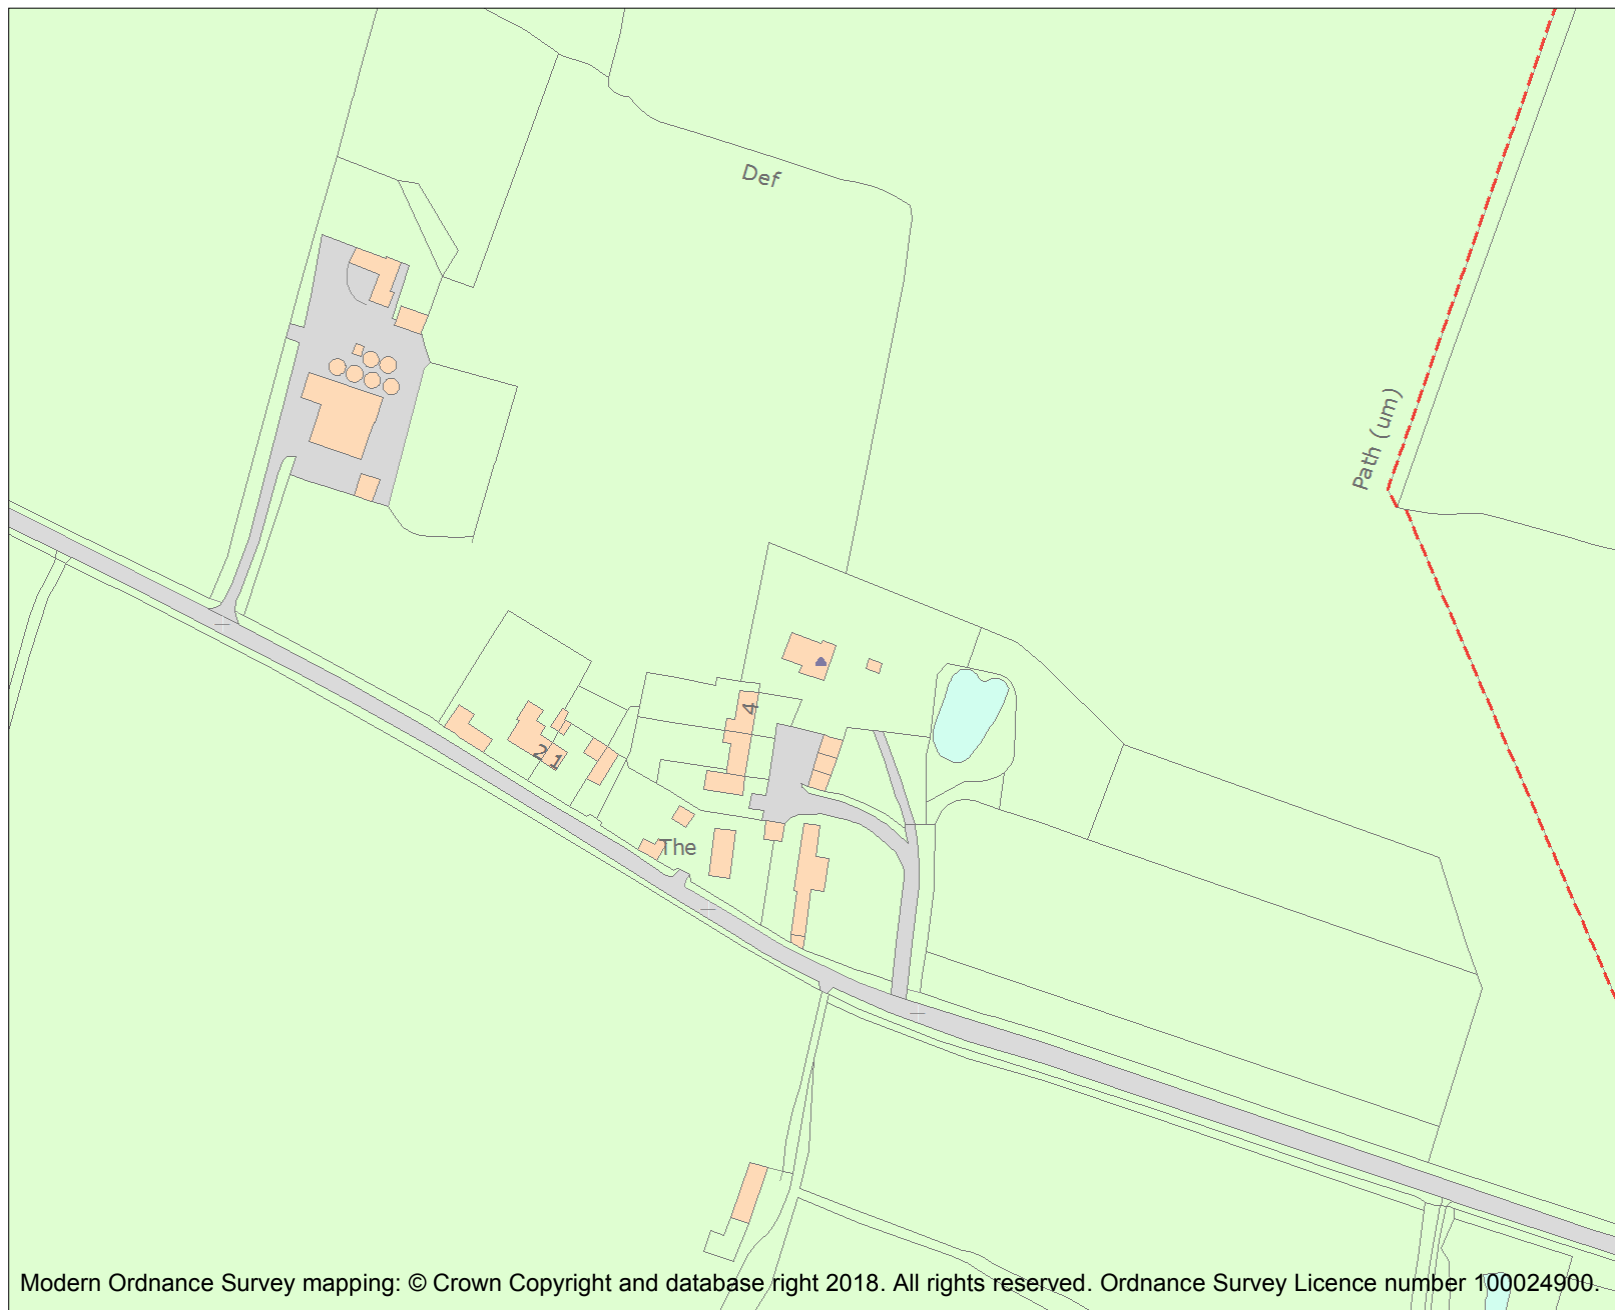 Def
Path (um)
4
2
1
The
Modern Ordnance Survey mapping: © Crown Copyright and database right 2018. All rights reserved. Ordnance Survey Licence number 100024900.